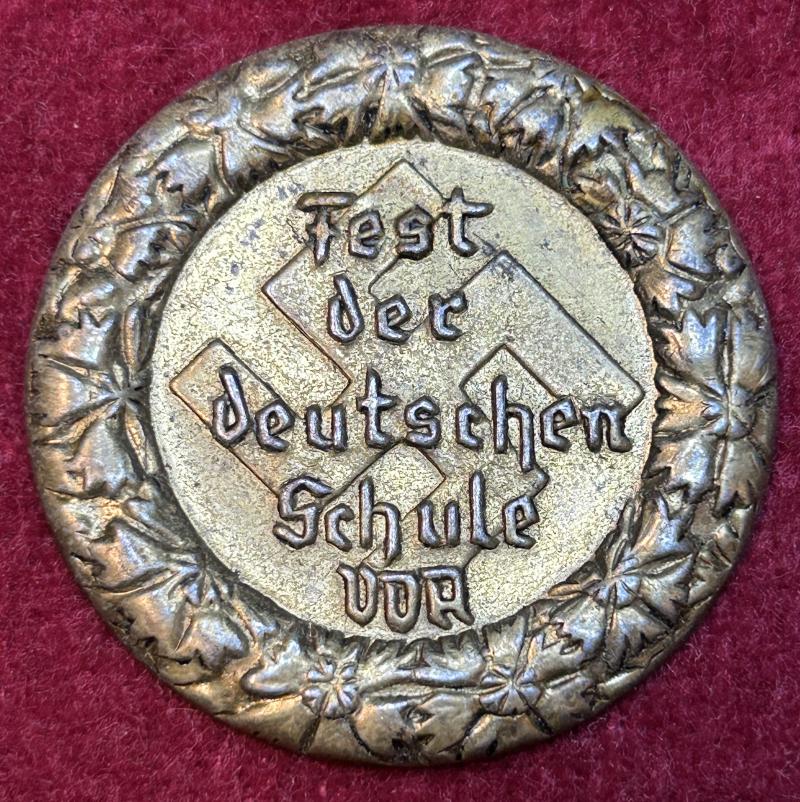 Fest
der
deutschen
Schule
VDA